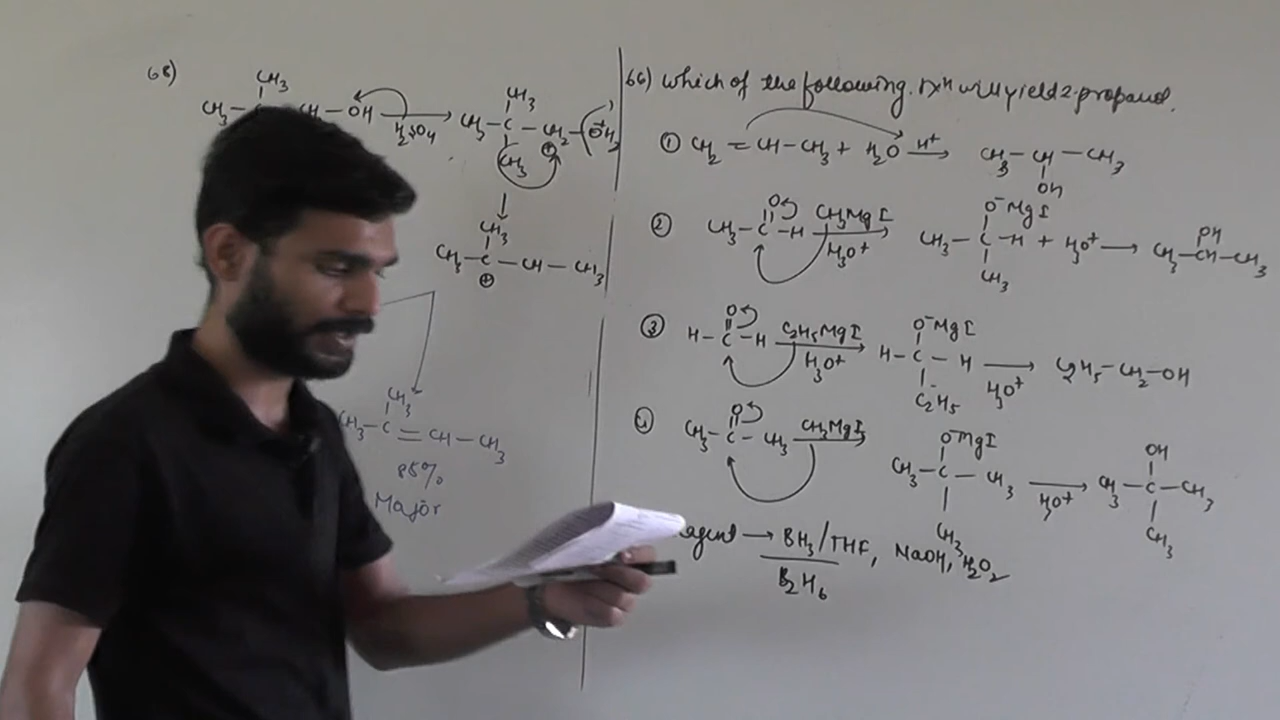 68)
CH3
CH3— CH—OH H2SO4 → CH3—C—CH2—OH2
CH3
CH3
⊕
↓
CH3
CH3—C—CH—CH3
⊕
CH3
CH3—C=CH—CH3
85%
Major
66) which of the following rxn will yield 2-propanol.
① CH2=CH—CH3 + H2O H+ → CH3—CH—CH3
OH
② CH3—C—H CH3MgI H3O+ → CH3—C—H + H3O+ → CH3—CH—CH3
O
O-MgI
CH3
OH
③ H—C—H C2H5MgI H3O+ → H—C—H H3O+ → C2H5—CH2—OH
O
O-MgI
C2H5
④ CH3—C—CH3 CH3MgI → CH3—C—CH3 H3O+ → CH3—C—CH3
O
O-MgI
CH3
OH
CH3
agent → BH3/THF, NaOH, H2O2
B2H6